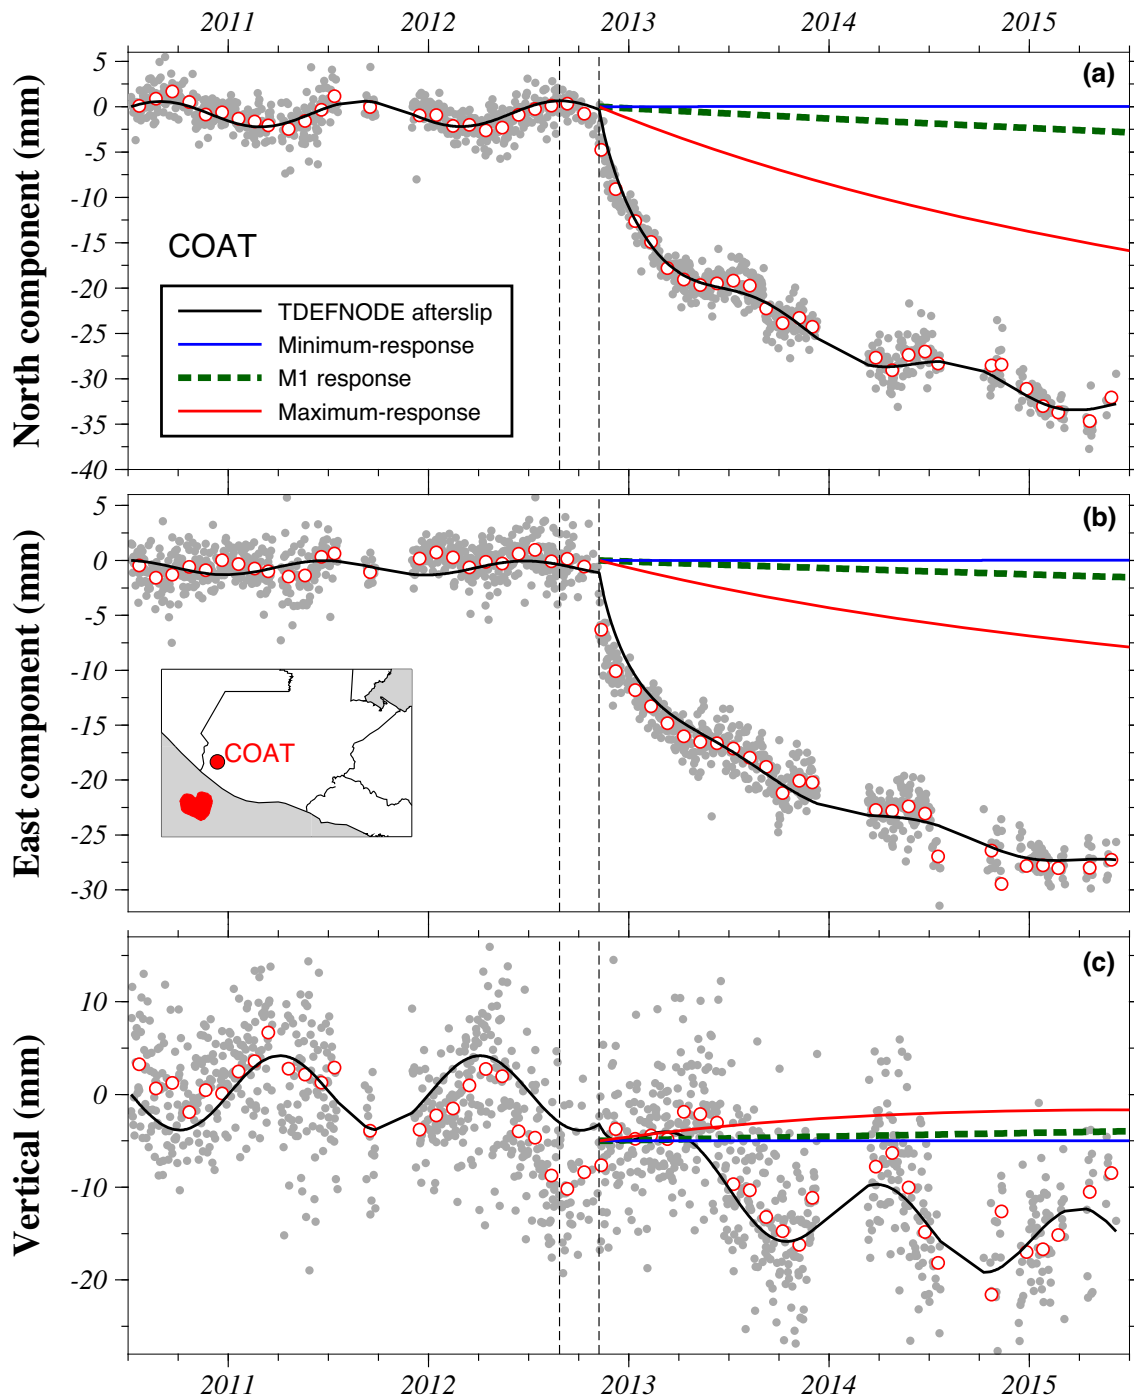 2011 2012 2013 2014 2015
North component (mm)
5
0
-5
-10
-15
-20
-25
-30
-35
-40
(a)
COAT
TDEFNODE afterslip
Minimum-response
M1 response
Maximum-response
East component (mm)
5
0
-5
-10
-15
-20
-25
-30
(b)
COAT
Vertical (mm)
10
0
-10
-20
(c)
2011 2012 2013 2014 2015